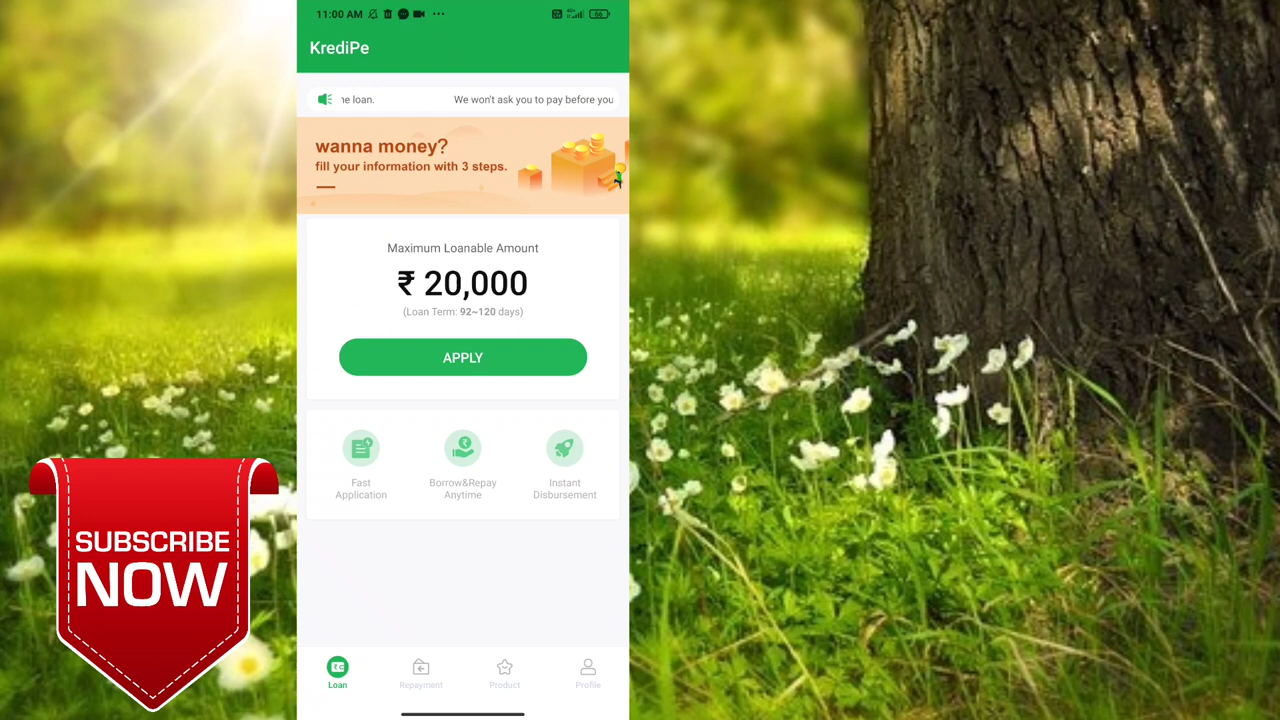 11:00 AM
56
KrediPe
ne loan. We won't ask you to pay before you
wanna money?
fill your information with 3 steps.
Maximum Loanable Amount
₹ 20,000
(Loan Term: 92~120 days)
APPLY
Fast
Application
Borrow&Repay
Anytime
Instant
Disbursement
SUBSCRIBE
NOW
Loan
Repayment
Product
Profile